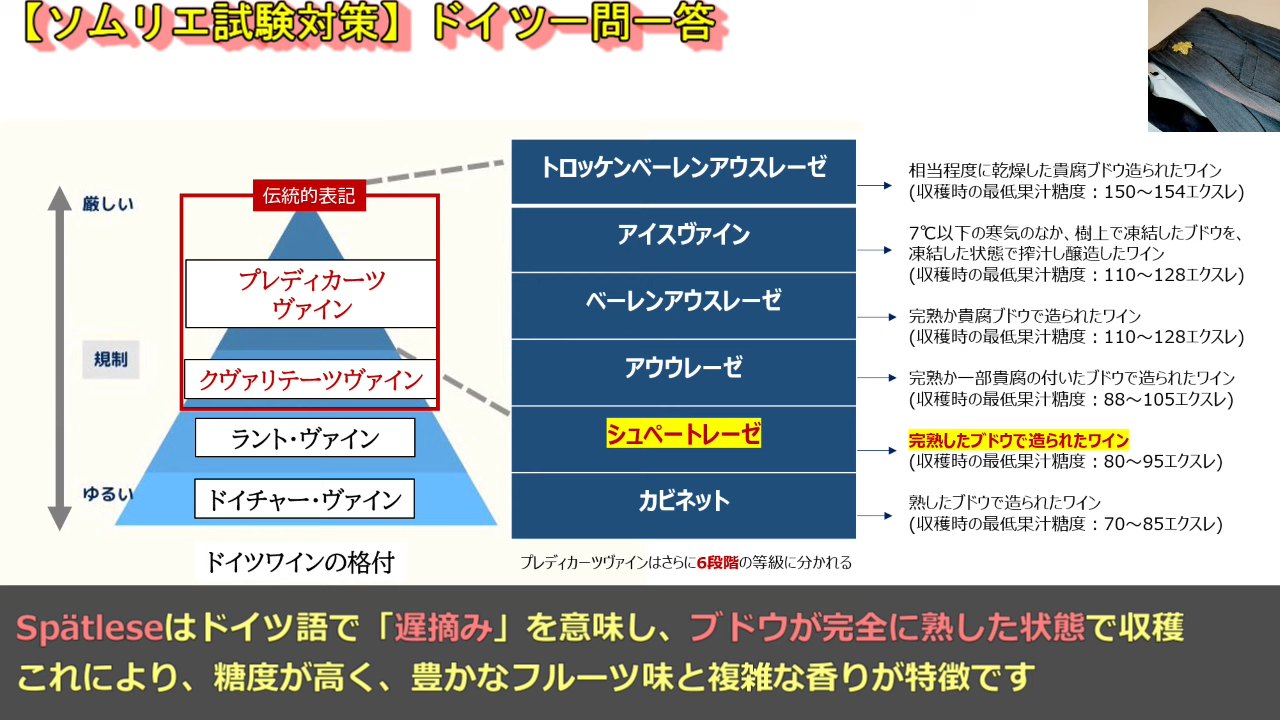 【ソムリエ試験対策】ドイツ一問一答
厳しい
規制
ゆるい
伝統的表記
プレディカーツ
ヴァイン
クヴァリテーツヴァイン
ラント・ヴァイン
ドイチャー・ヴァイン
ドイツワインの格付
トロッケンベーレンアウスレーゼ
相当程度に乾燥した貴腐ブドウ造られたワイン
(収穫時の最低果汁糖度：150～154エクスレ)
アイスヴァイン
7℃以下の寒気のなか、樹上で凍結したブドウを、
凍結した状態で搾汁し醸造したワイン
(収穫時の最低果汁糖度：110～128エクスレ)
ベーレンアウスレーゼ
完熟か貴腐ブドウで造られたワイン
(収穫時の最低果汁糖度：110～128エクスレ)
アウウレーゼ
完熟か一部貴腐の付いたブドウで造られたワイン
(収穫時の最低果汁糖度：88～105エクスレ)
シュペートレーゼ
完熟したブドウで造られたワイン
(収穫時の最低果汁糖度：80～95エクスレ)
カビネット
熟したブドウで造られたワイン
(収穫時の最低果汁糖度：70～85エクスレ)
プレディカーツヴァインはさらに6段階の等級に分かれる
Spätleseはドイツ語で「遅摘み」を意味し、ブドウが完全に熟した状態で収穫
これにより、糖度が高く、豊かなフルーツ味と複雑な香りが特徴です